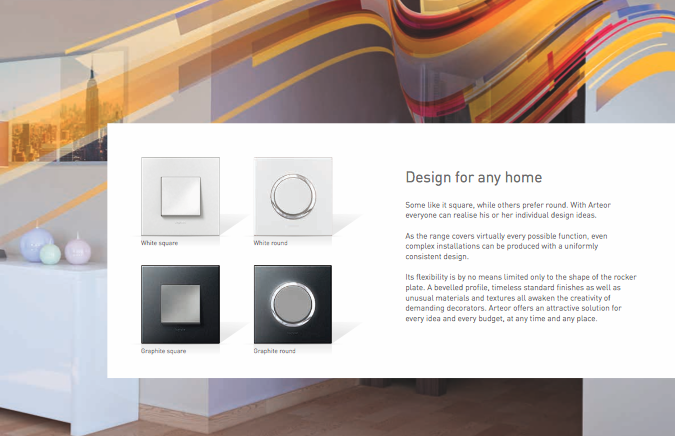 Design for any home
Some like it square, while others prefer round. With Arteor
everyone can realise his or her individual design ideas.
As the range covers virtually every possible function, even
complex installations can be produced with a uniformly
consistent design.
Its flexibility is by no means limited only to the shape of the rocker
plate. A bevelled profile, timeless standard finishes as well as
unusual materials and textures all awaken the creativity of
demanding decorators. Arteor offers an attractive solution for
every idea and every budget, at any time and any place.
White square
White round
Graphite square
Graphite round